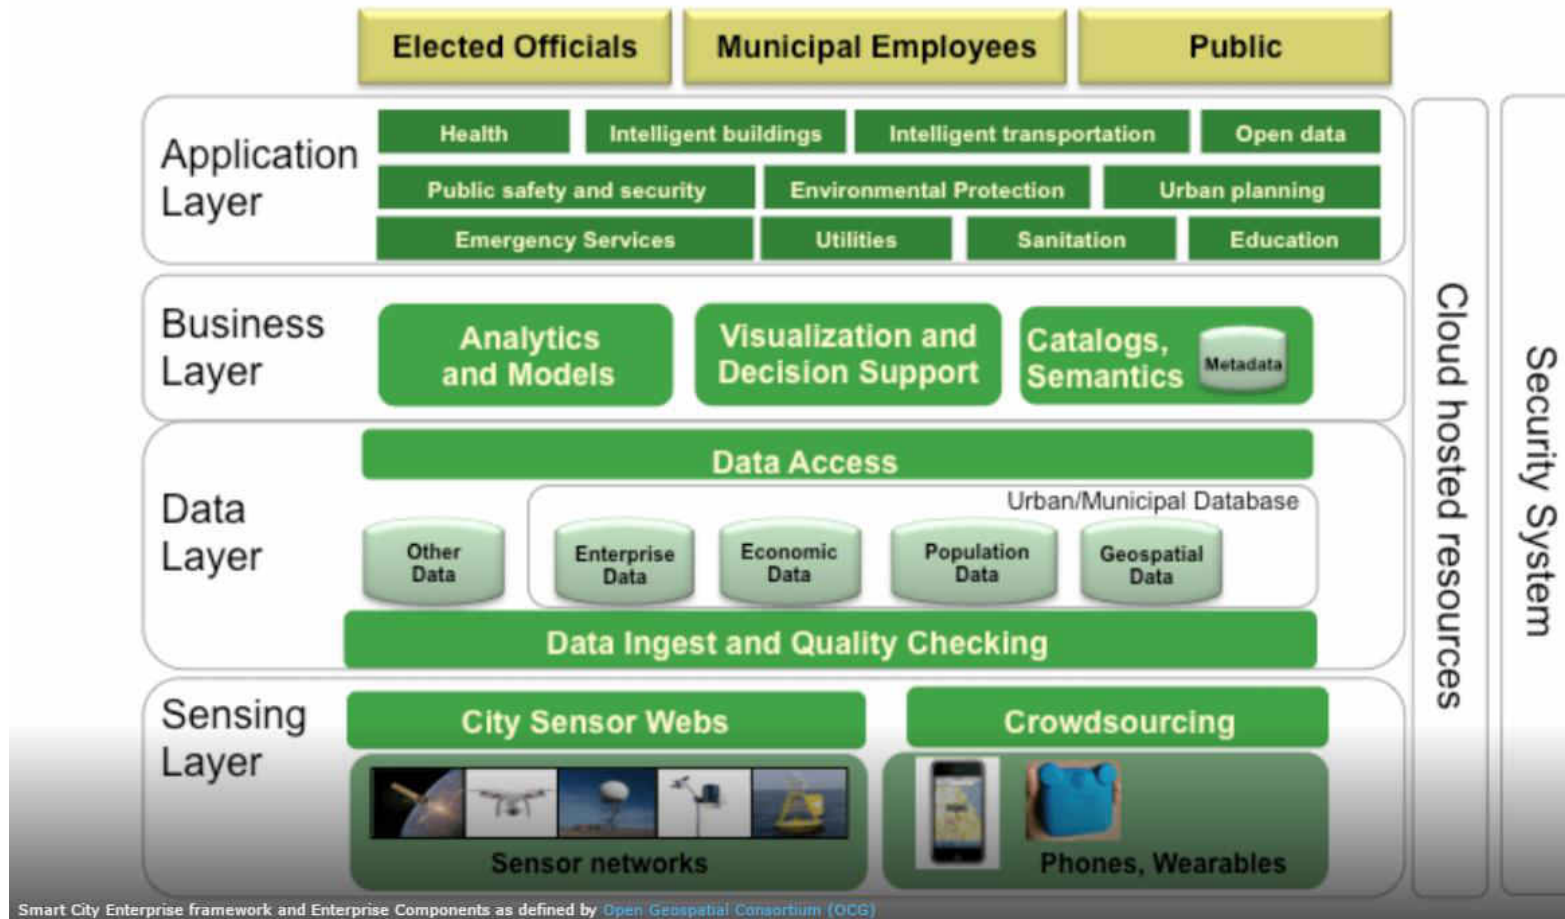 Elected Officials
Municipal Employees
Public
Application
Layer
Health
Intelligent buildings
Intelligent transportation
Open data
Public safety and security
Environmental Protection
Urban planning
Emergency Services
Utilities
Sanitation
Education
Business
Layer
Analytics
and Models
Visualization and
Decision Support
Catalogs,
Semantics
Metadata
Data
Layer
Data Access
Urban/Municipal Database
Other
Data
Enterprise
Data
Economic
Data
Population
Data
Geospatial
Data
Data Ingest and Quality Checking
Sensing
Layer
City Sensor Webs
Crowdsourcing
Sensor networks
Phones, Wearables
Cloud hosted resources
Security System
Smart City Enterprise framework and Enterprise Components as defined by Open Geospatial Consortium (OCG)